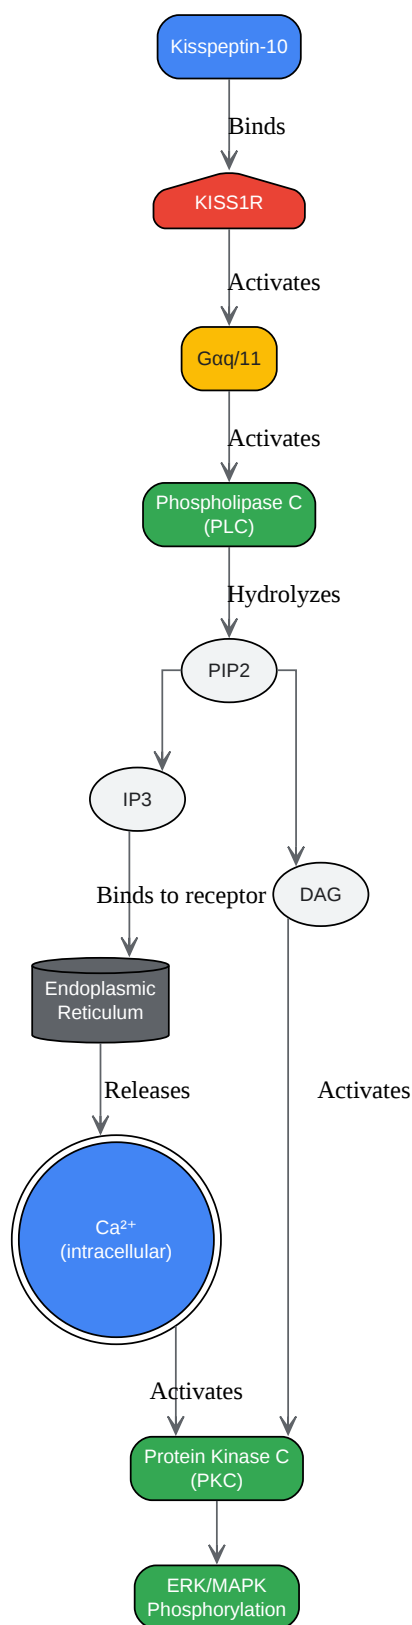 Kisspeptin-10
Binds
KISS1R
Activates
Gαq/11
Activates
Phospholipase C
(PLC)
Hydrolyzes
PIP2
IP3
Binds to receptor
DAG
Endoplasmic
Reticulum
Releases
Activates
Ca²⁺
(intracellular)
Activates
Protein Kinase C
(PKC)
ERK/MAPK
Phosphorylation